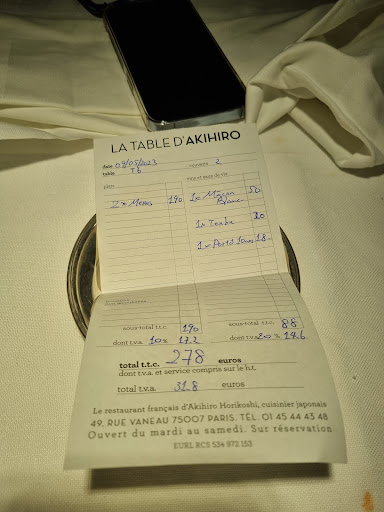 LA TABLE D'AKIHIRO
date 04/05/2023 couverts 2
table T6
plats vins et eaux de vie
2 x Menus 190 1x Mâcon Blanc 50
20
1x Porto 10ans 18
sous-total t.t.c. 190 sous-total t.t.c. 88
dont t.v.a. 10% 17.2 dont t.v.a 20% 14.6
total t.t.c. 278 euros
dont t.v.a. et service compris sur le h.t.
total t.v.a. 31.8 euros
Le restaurant français d'Akihiro Horikoshi, cuisinier japonais
49, RUE VANEAU 75007 PARIS. TÉL. 01 45 44 43 48
Ouvert du mardi au samedi. Sur réservation
EURL RCS 534 972 153